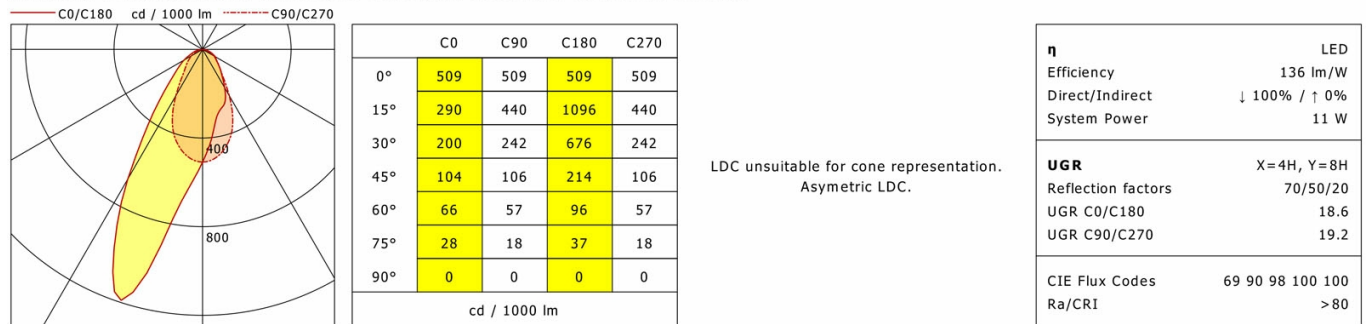 C0/C180 cd / 1000 lm C90/C270
400
800
C0 C90 C180 C270
0° 509 509 509 509
15° 290 440 1096 440
30° 200 242 676 242
45° 104 106 214 106
60° 66 57 96 57
75° 28 18 37 18
90° 0 0 0 0
cd / 1000 lm
LDC unsuitable for cone representation.
Asymetric LDC.
η LED
Efficiency 136 lm/W
Direct/Indirect ↓ 100% / ↑ 0%
System Power 11 W
UGR X=4H, Y=8H
Reflection factors 70/50/20
UGR C0/C180 18.6
UGR C90/C270 19.2
CIE Flux Codes 69 90 98 100 100
Ra/CRI >80